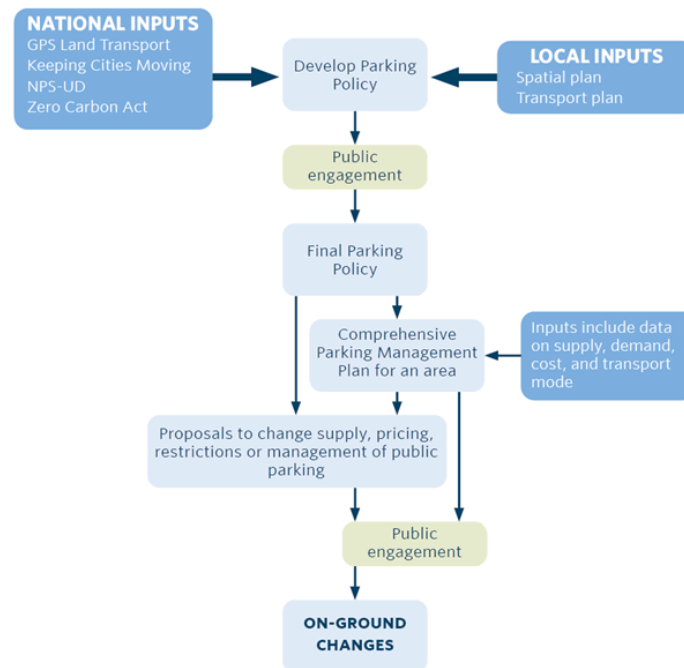 NATIONAL INPUTS
GPS Land Transport
Keeping Cities Moving
NPS-UD
Zero Carbon Act
Develop Parking
Policy
LOCAL INPUTS
Spatial plan
Transport plan
Public
engagement
Final Parking
Policy
Comprehensive
Parking Management
Plan for an area
Inputs include data
on supply, demand,
cost, and transport
mode
Proposals to change supply, pricing,
restrictions or management of public
parking
Public
engagement
ON-GROUND
CHANGES